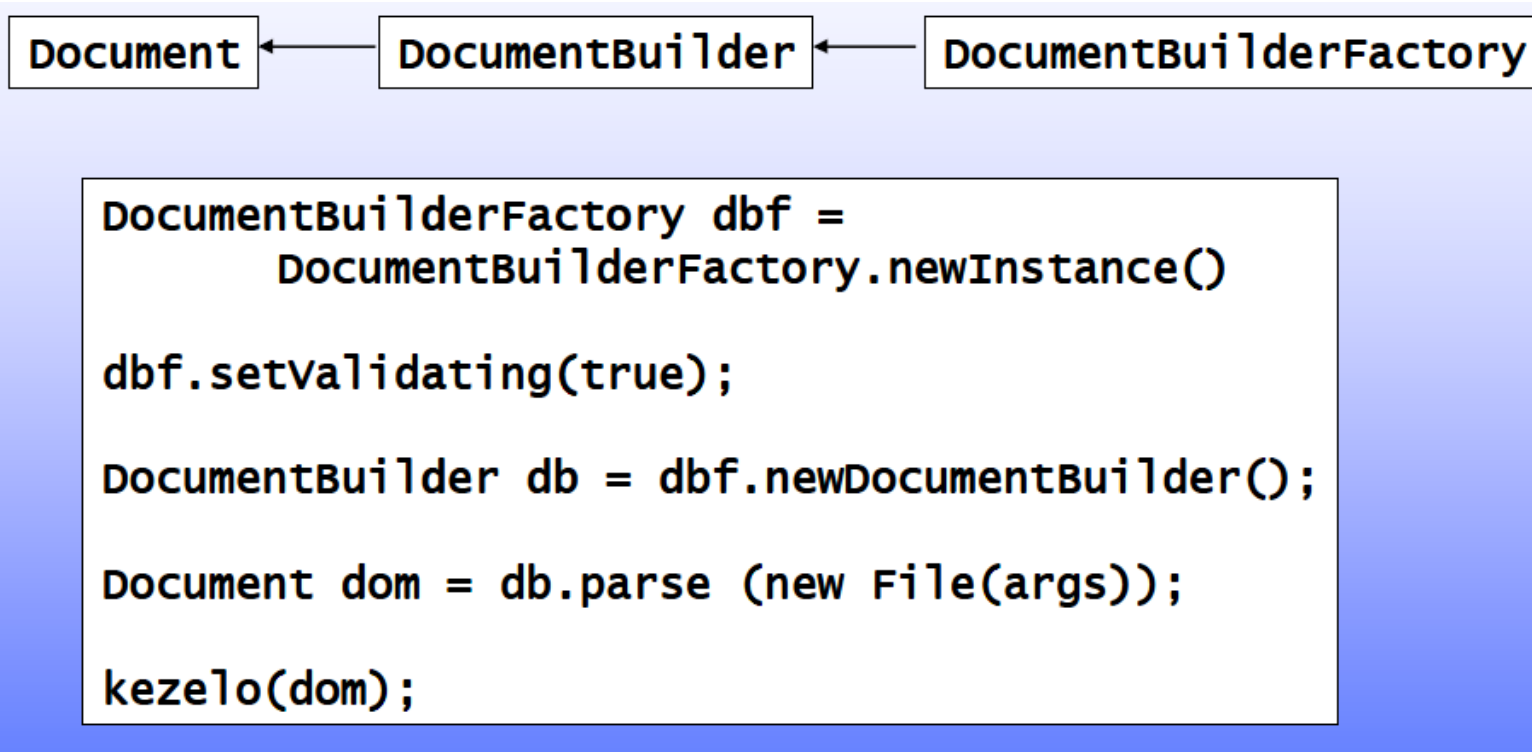 Document DocumentBuilder DocumentBuilderFactory
DocumentBuilderFactory dbf =
DocumentBuilderFactory.newInstance()
dbf.setValidating(true);
DocumentBuilder db = dbf.newDocumentBuilder();
Document dom = db.parse (new File(args));
kezelo(dom);